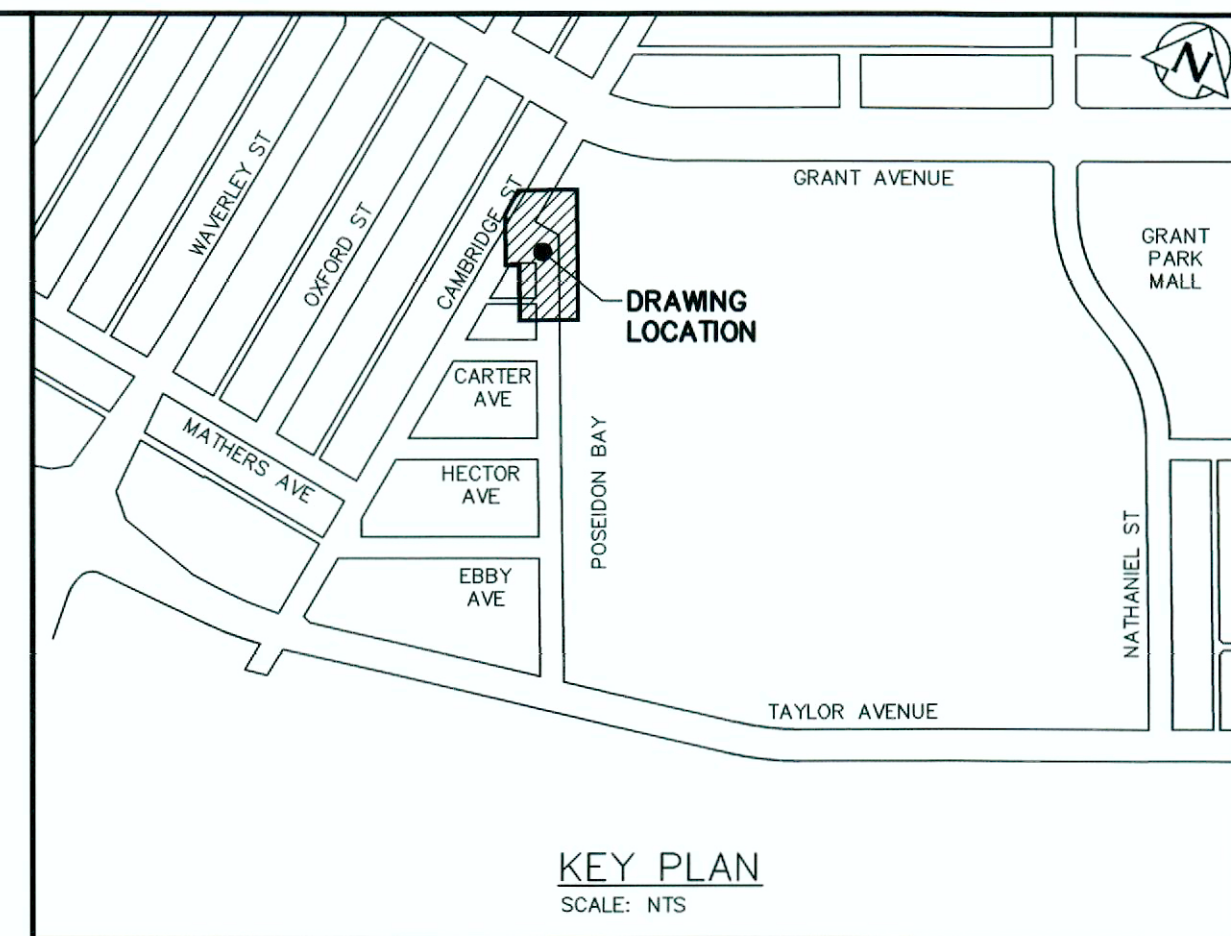 N
WAVERLEY ST
OXFORD ST
CAMBRIDGE ST
GRANT AVENUE
GRANT
PARK
MALL
DRAWING
LOCATION
CARTER
AVE
MATHERS AVE
HECTOR
AVE
POSEIDON BAY
EBBY
AVE
NATHANIEL ST
TAYLOR AVENUE
KEY PLAN
SCALE: NTS